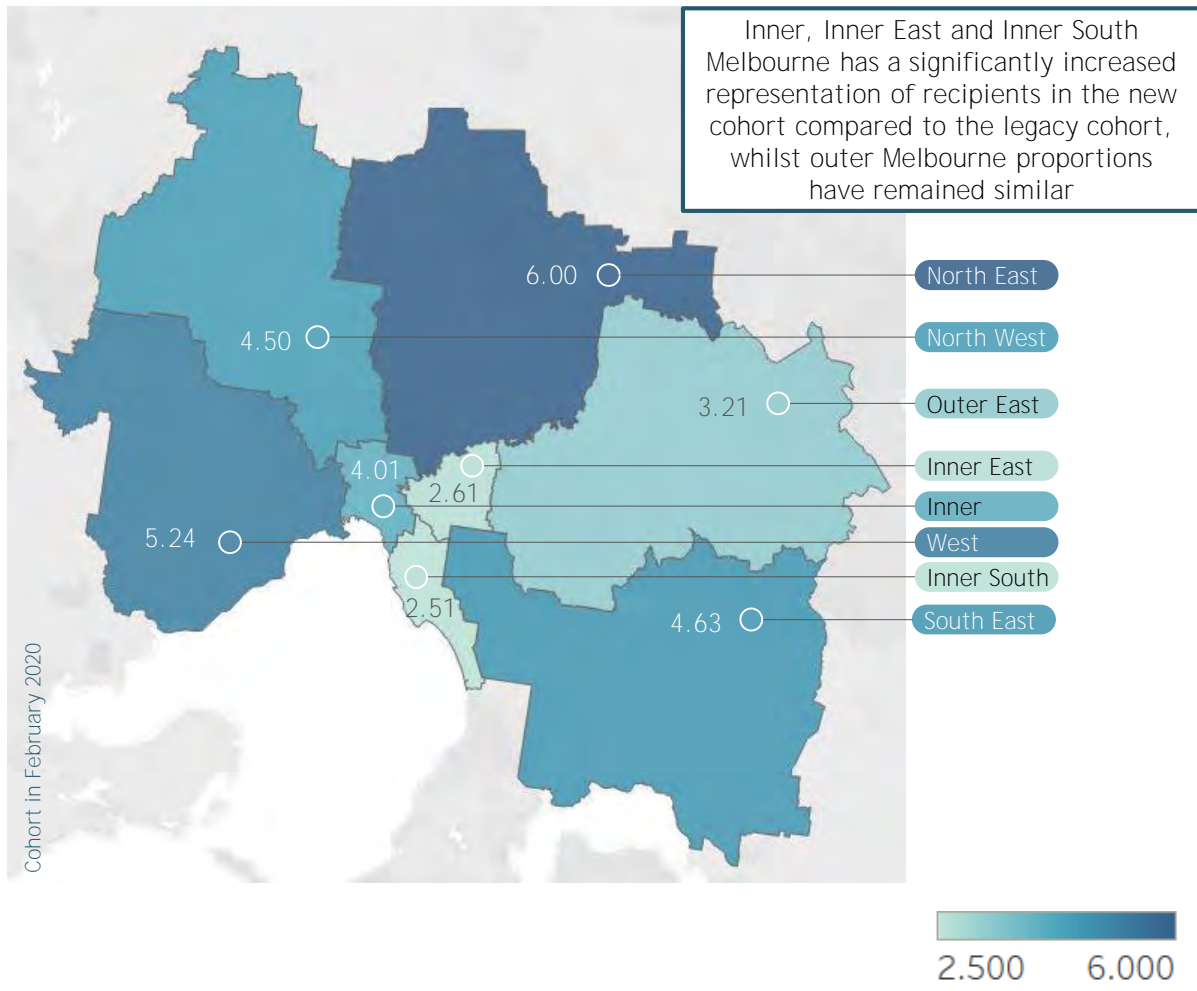 Inner, Inner East and Inner South
Melbourne has a significantly increased
representation of recipients in the new
cohort compared to the legacy cohort,
whilst outer Melbourne proportions
have remained similar
6.00
North East
4.50
North West
3.21
Outer East
Inner East
4.01
2.61
Inner
5.24
West
Inner South
2.51
4.63
South East
Cohort in February 2020
2.500 6.000